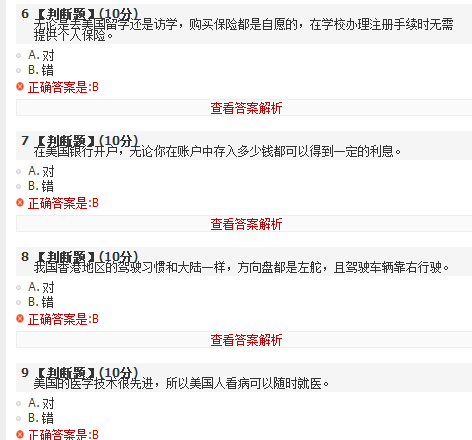 6 【判断题】(10分)
无论是去美国留学还是访学，购买保险都是自愿的，在学校办理注册手续时无需
提供个人保险。
A. 对
B. 错
正确答案是:B
查看答案解析
7 【判断题】(10分)
在美国银行开户，无论你在账户中存入多少钱都可以得到一定的利息。
A. 对
B. 错
正确答案是:B
查看答案解析
8 【判断题】(10分)
我国香港地区的驾驶习惯和大陆一样，方向盘都是左舵，且驾驶车辆靠右行驶。
A. 对
B. 错
正确答案是:B
查看答案解析
9 【判断题】(10分)
美国的医学技术很先进，所以美国人看病可以随时就医。
A. 对
B. 错
正确答案是:B